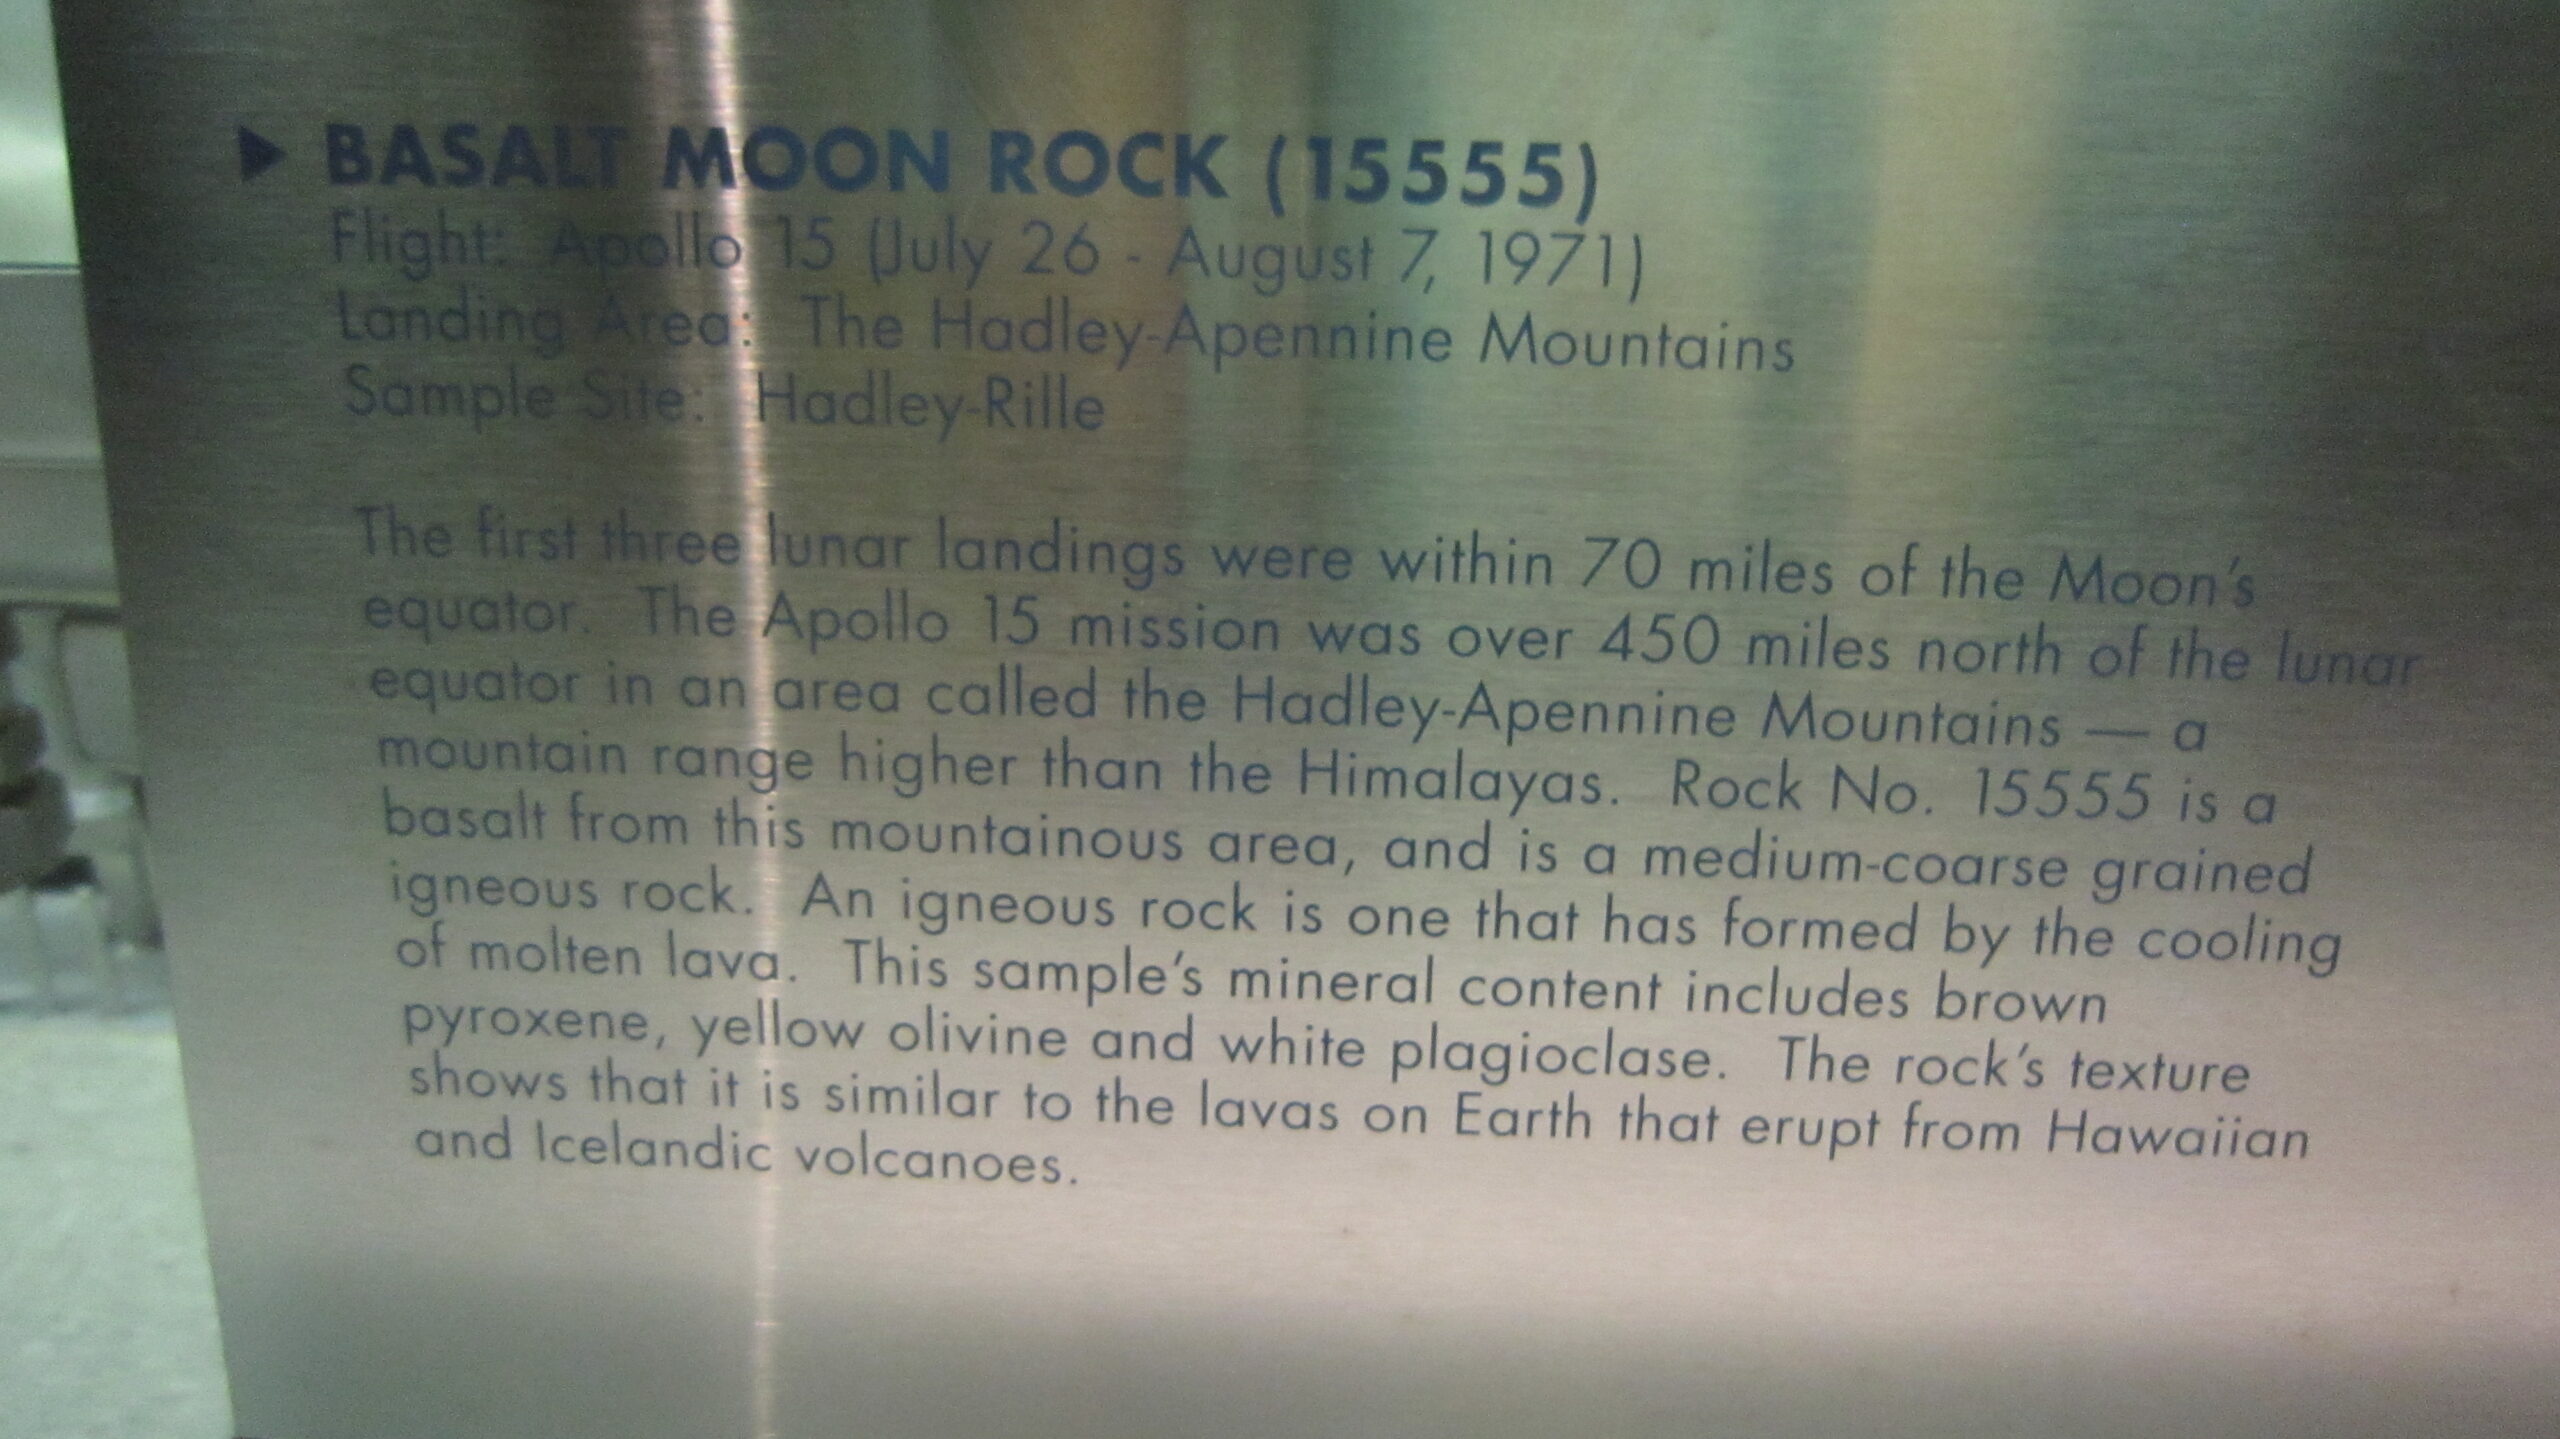 ▶ BASALT MOON ROCK (15555)
Flight: Apollo 15 (July 26 - August 7, 1971)
Landing Area: The Hadley-Apennine Mountains
Sample Site: Hadley-Rille
The first three lunar landings were within 70 miles of the Moon's
equator. The Apollo 15 mission was over 450 miles north of the lunar
equator in an area called the Hadley-Apennine Mountains — a
mountain range higher than the Himalayas. Rock No. 15555 is a
basalt from this mountainous area, and is a medium-coarse grained
igneous rock. An igneous rock is one that has formed by the cooling
of molten lava. This sample's mineral content includes brown
pyroxene, yellow olivine and white plagioclase. The rock's texture
shows that it is similar to the lavas on Earth that erupt from Hawaiian
and Icelandic volcanoes.